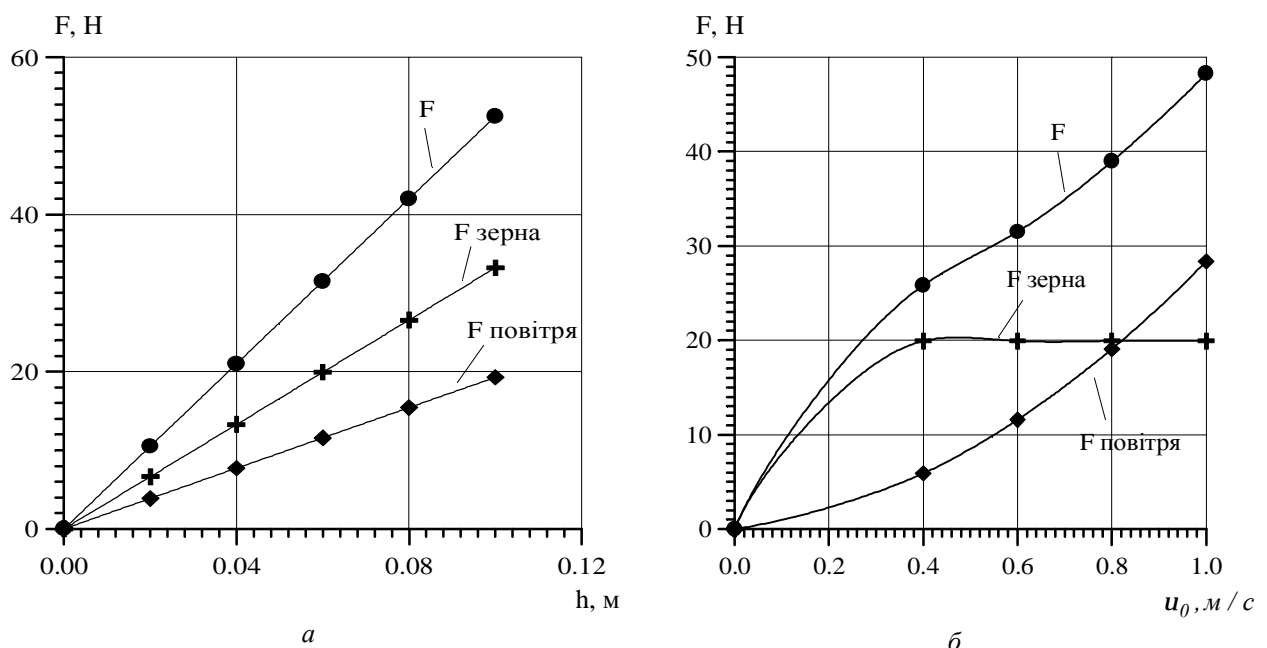 F, Н
60
40
20
0
F
F зерна
F повітря
0.00
0.04
0.08
0.12
h, м
а
F, Н
50
40
30
20
10
0
F
F зерна
F повітря
0.0
0.2
0.4
0.6
0.8
1.0
u₀ , м / с
б